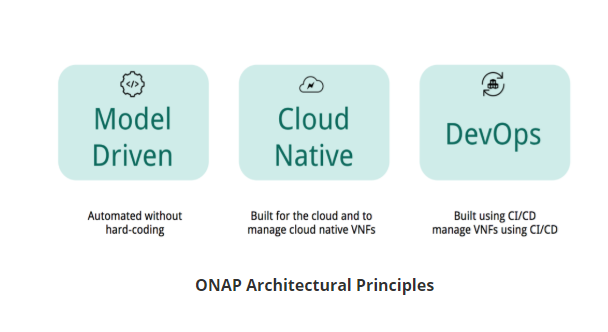 Model
Driven
Cloud
Native
DevOps
Automated without
hard-coding
Built for the cloud and to
manage cloud native VNFs
Built using CI/CD
manage VNFs using CI/CD
ONAP Architectural Principles